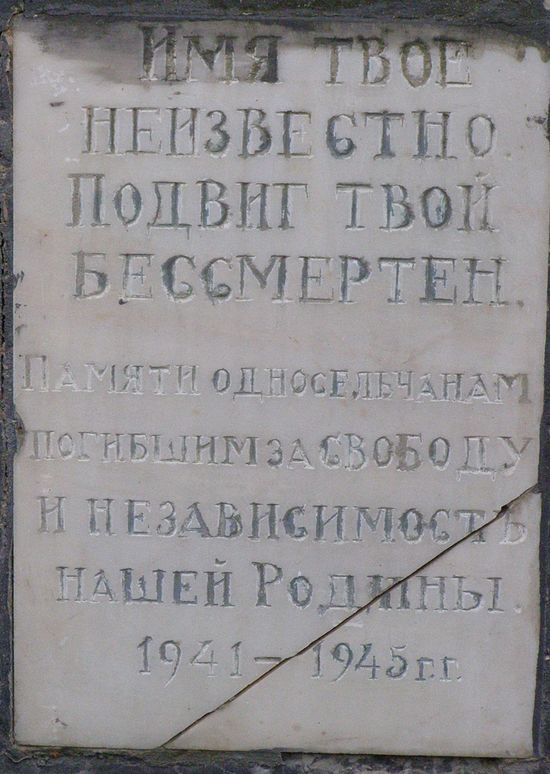 Имя твое
неизвестно.
Подвиг твой
бессмертен.
Памяти односельчанам
погибшим за свободу
и независимость
нашей Родины.
1941 – 1945 г.г.